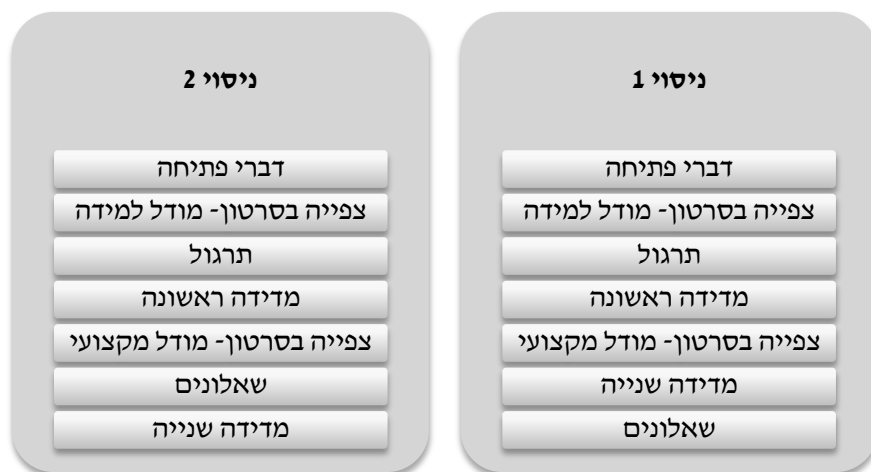 ניסוי 1
דברי פתיחה
צפייה בסרטון- מודל למידה
תרגול
מדידה ראשונה
צפייה בסרטון- מודל מקצועי
מדידה שנייה
שאלונים
ניסוי 2
דברי פתיחה
צפייה בסרטון- מודל למידה
תרגול
מדידה ראשונה
צפייה בסרטון- מודל מקצועי
שאלונים
מדידה שנייה